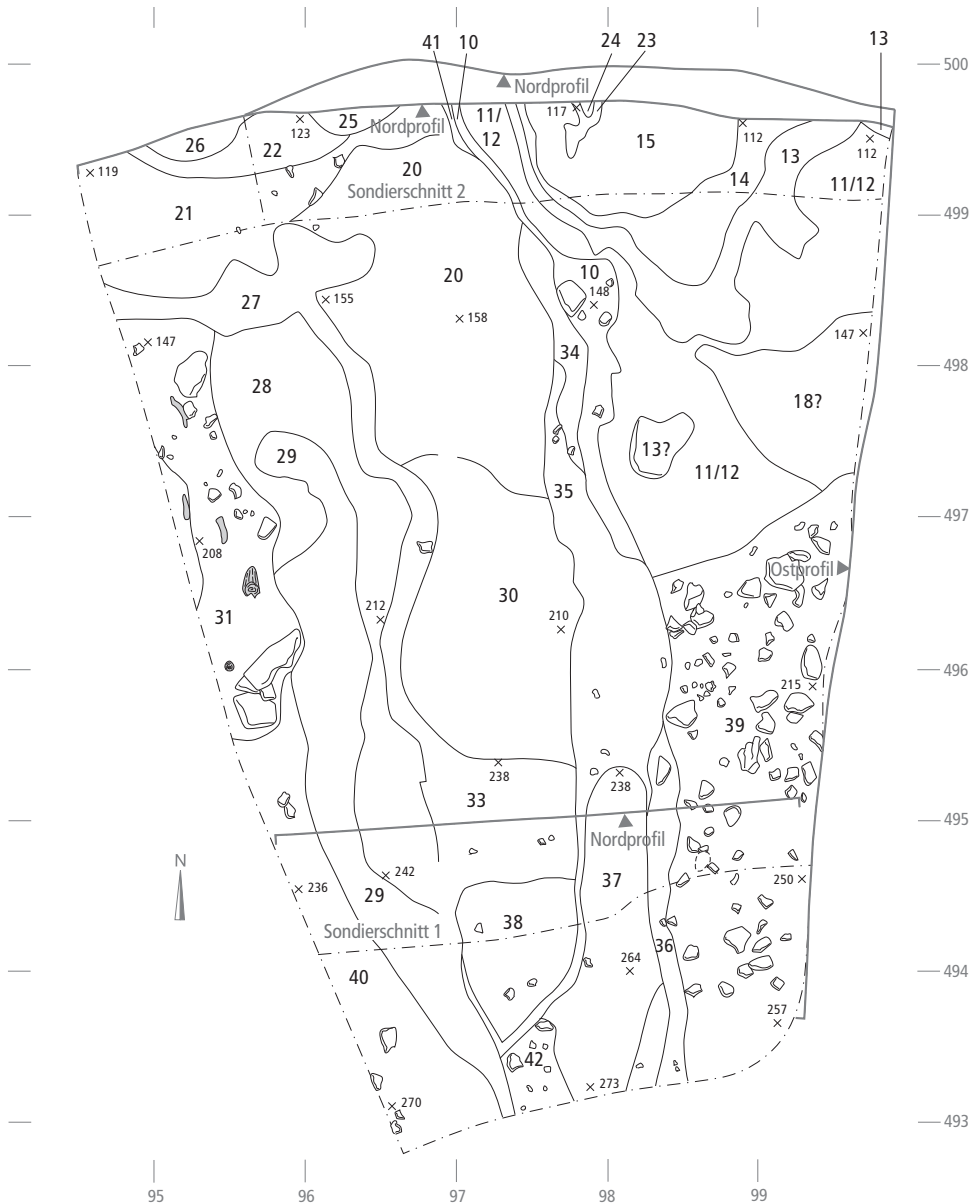 41 10 24 23 13
500
Nordprofil
117
11/
12
25
123
Nordprofil
26 22 15 112 13 112
119 20 14 11/12
Sondierschnitt 2
21
499
20 10
27 155 148
158
147 147
34
498
28 18?
29 13? 11/12
35
497
208 Ostprofil
31 212 30 210
496
215
39
238 238
33
495
Nordprofil
242 37 250
236 29
38
Sondierschnitt 1
36
40 264 494
257
42
273
270
493
N
95 96 97 98 99